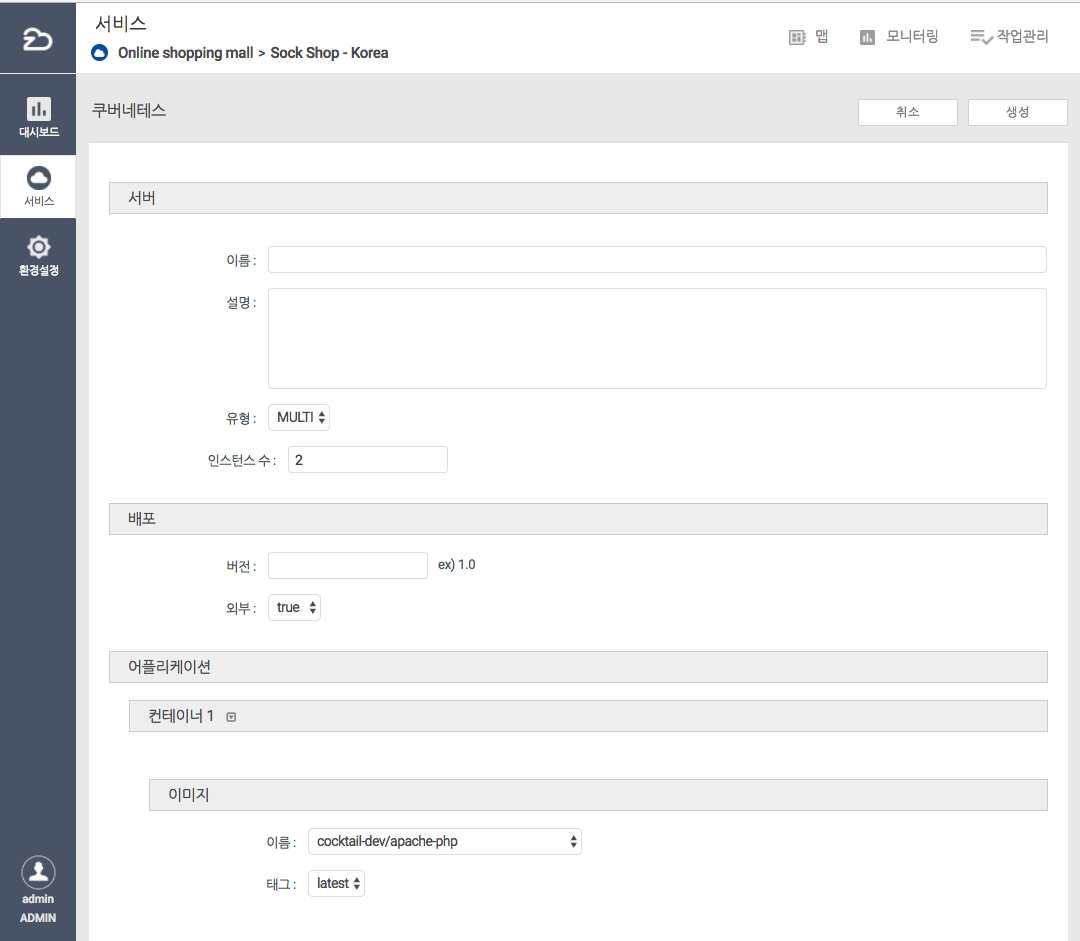 서비스
Online shopping mall > Sock Shop - Korea
맵
모니터링
작업관리
대시보드
서비스
환경설정
admin
ADMIN
쿠버네테스
취소
생성
서버
이름 :
설명 :
유형 : MULTI
인스턴스 수 : 2
배포
버전 : ex) 1.0
외부 : true
어플리케이션
컨테이너 1
이미지
이름 : cocktail-dev/apache-php
태그 : latest